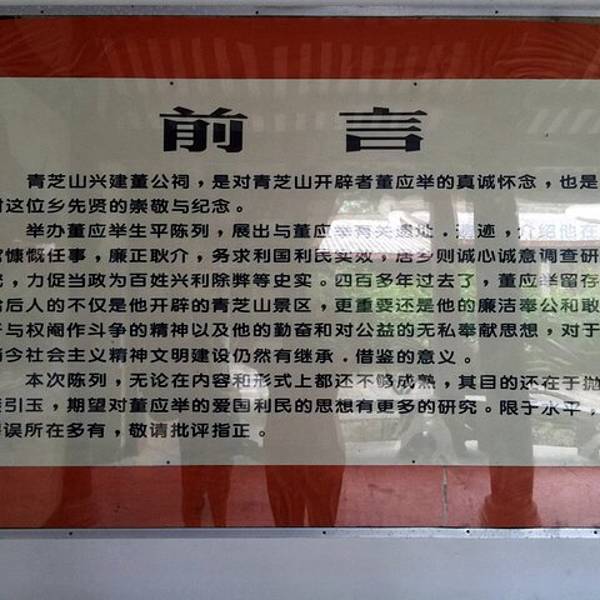 前言
青芝山兴建董公祠，是对青芝山开辟者董应举的真诚怀念，也是
这位乡先贤的崇敬与纪念。
举办董应举生平陈列，展出与董应举有关遗址、遗迹，介绍他在
慷慨任事，廉正耿介，务求利国利民实效，居乡则诚心诚意调查研
，力促当政为百姓兴利除弊等史实。四百多年过去了，董应举留存
后人的不仅是他开辟的青芝山景区，更重要还是他的廉洁奉公和敢
与权阉作斗争的精神以及他的勤奋和对公益的无私奉献思想，对于
今社会主义精神文明建设仍然有继承、借鉴的意义。
本次陈列，无论在内容和形式上都还不够成熟，其目的还在于抛
引玉，期望对董应举的爱国利民的思想有更多的研究。限于水平，
误所在多有，敬请批评指正。